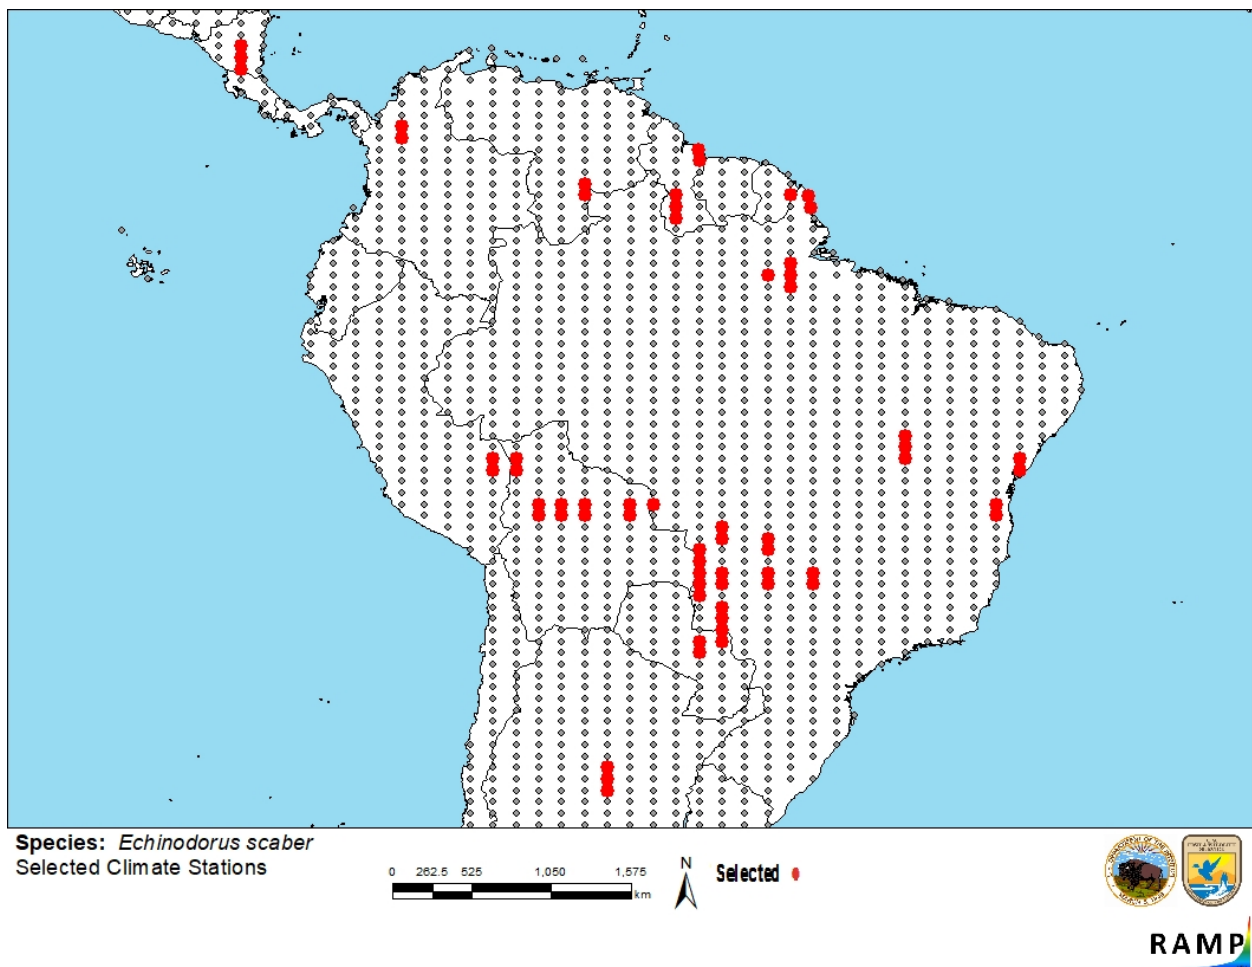 Species: Echinodorus scaber
Selected Climate Stations
0 262.5 525 1,050 1,575
km
N
Selected
RAMP